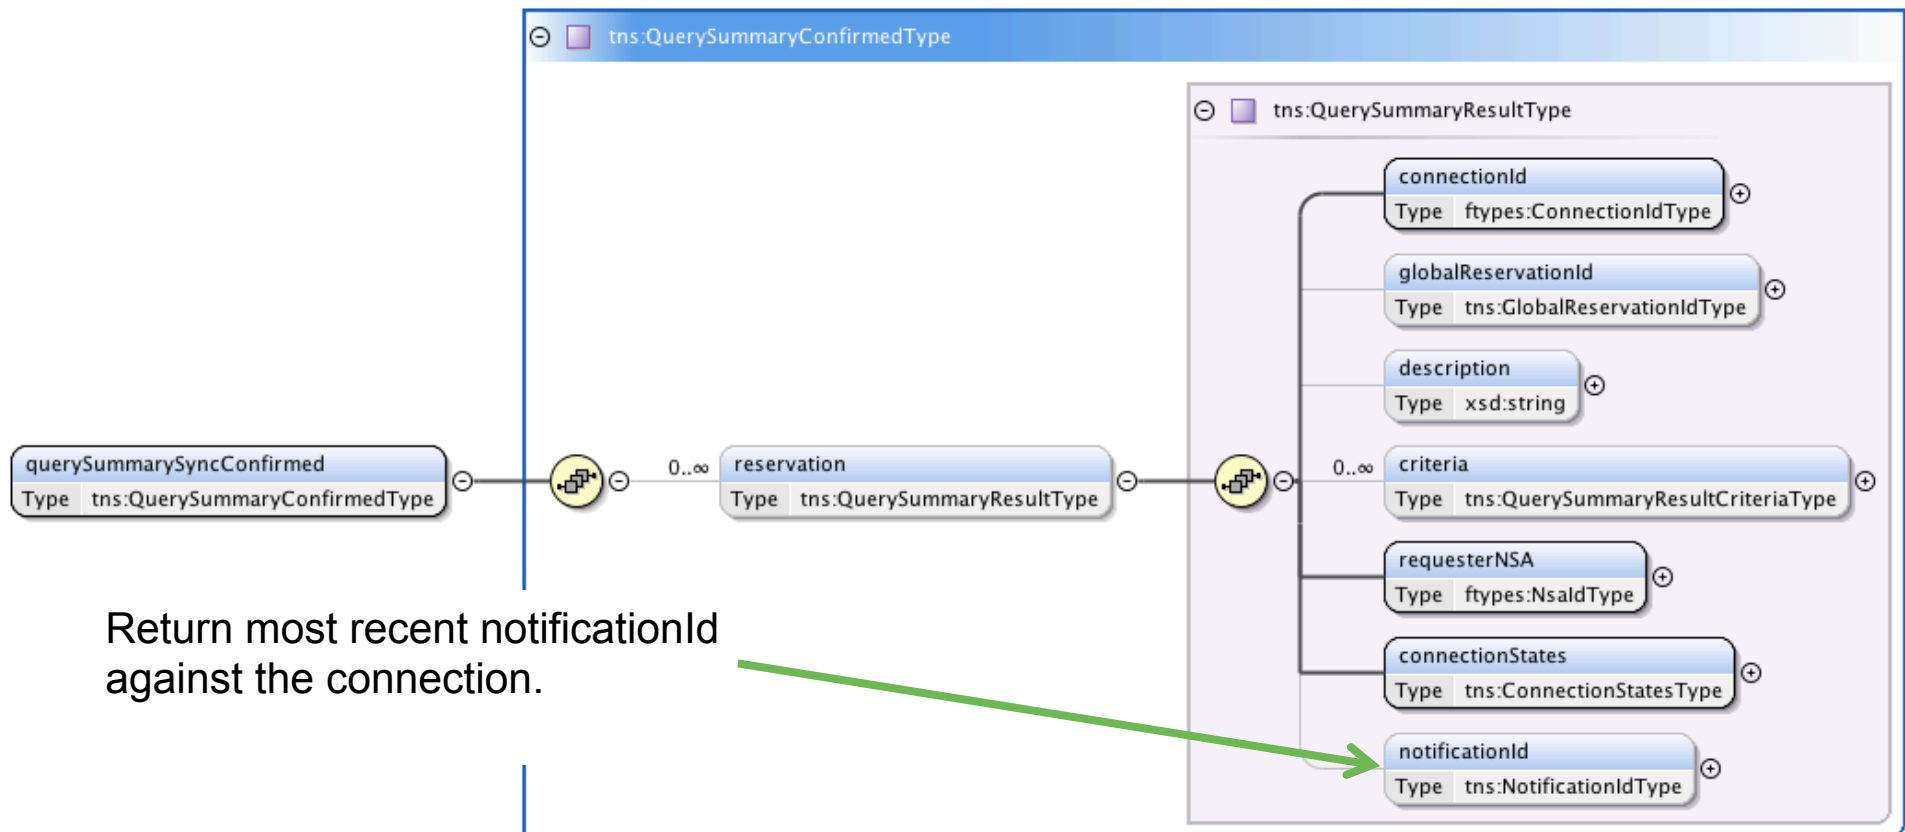 tns:QuerySummaryConfirmedType
tns:QuerySummaryResultType
connectionId
Type ftypes:ConnectionIdType
globalReservationId
Type tns:GlobalReservationIdType
description
Type xsd:string
querySummarySyncConfirmed
Type tns:QuerySummaryConfirmedType
0..∞
reservation
Type tns:QuerySummaryResultType
0..∞
criteria
Type tns:QuerySummaryResultCriteriaType
requesterNSA
Type ftypes:NsaIdType
connectionStates
Type tns:ConnectionStatesType
notificationId
Type tns:NotificationIdType
Return most recent notificationId
against the connection.